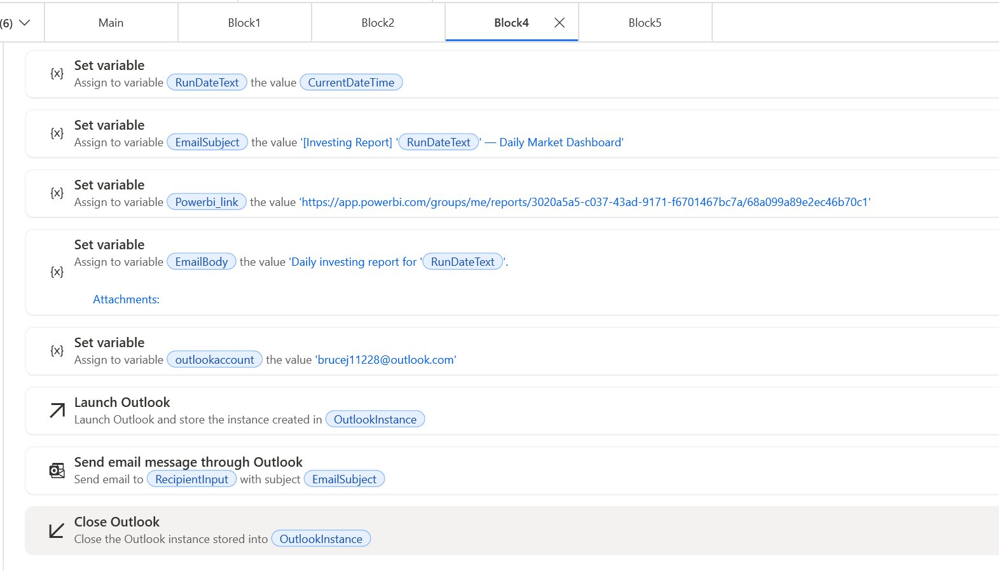 (6) Main Block1 Block2 Block4 Block5
Set variable
{x}
Assign to variable RunDateText the value CurrentDateTime
Set variable
{x}
Assign to variable EmailSubject the value '[Investing Report] ' RunDateText ' — Daily Market Dashboard'
Set variable
{x}
Assign to variable Powerbi_link the value 'https://app.powerbi.com/groups/me/reports/3020a5a5-c037-43ad-9171-f6701467bc7a/68a099a89e2ec46b70c1'
Set variable
Assign to variable EmailBody the value 'Daily investing report for ' RunDateText '.
{x}
Attachments:
Set variable
{x}
Assign to variable outlookaccount the value 'brucej11228@outlook.com'
Launch Outlook
Launch Outlook and store the instance created in OutlookInstance
Send email message through Outlook
Send email to RecipientInput with subject EmailSubject
Close Outlook
Close the Outlook instance stored into OutlookInstance